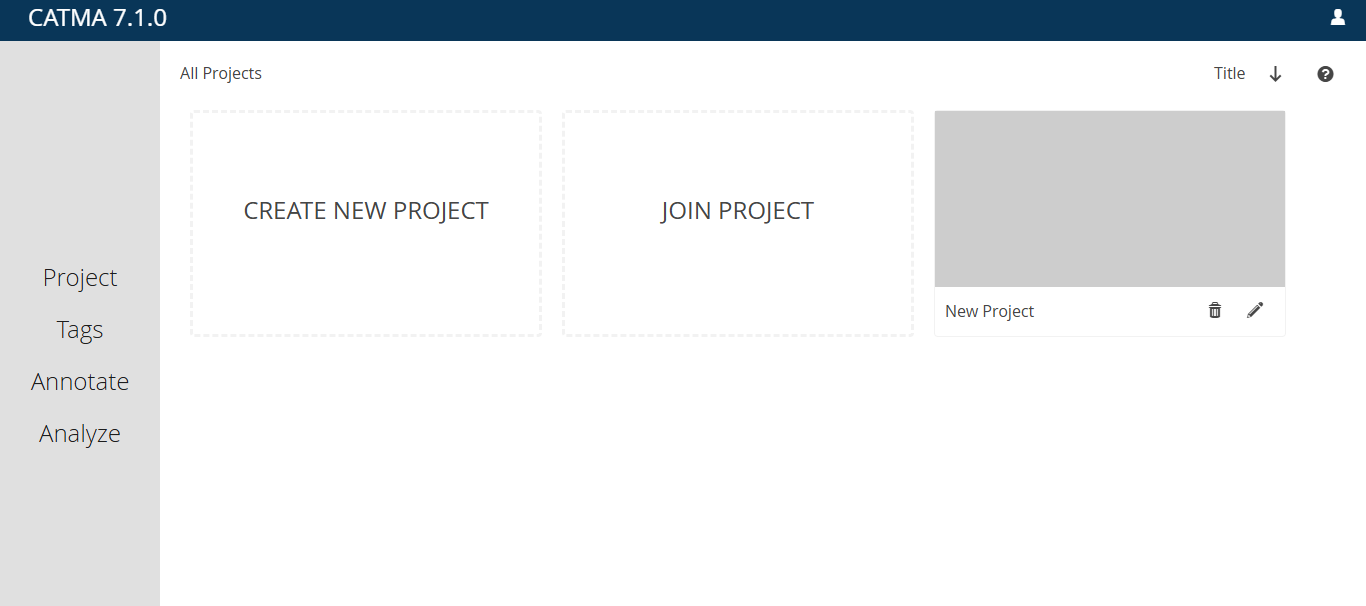 CATMA 7.1.0
All Projects
Title
CREATE NEW PROJECT
JOIN PROJECT
New Project
Project
Tags
Annotate
Analyze